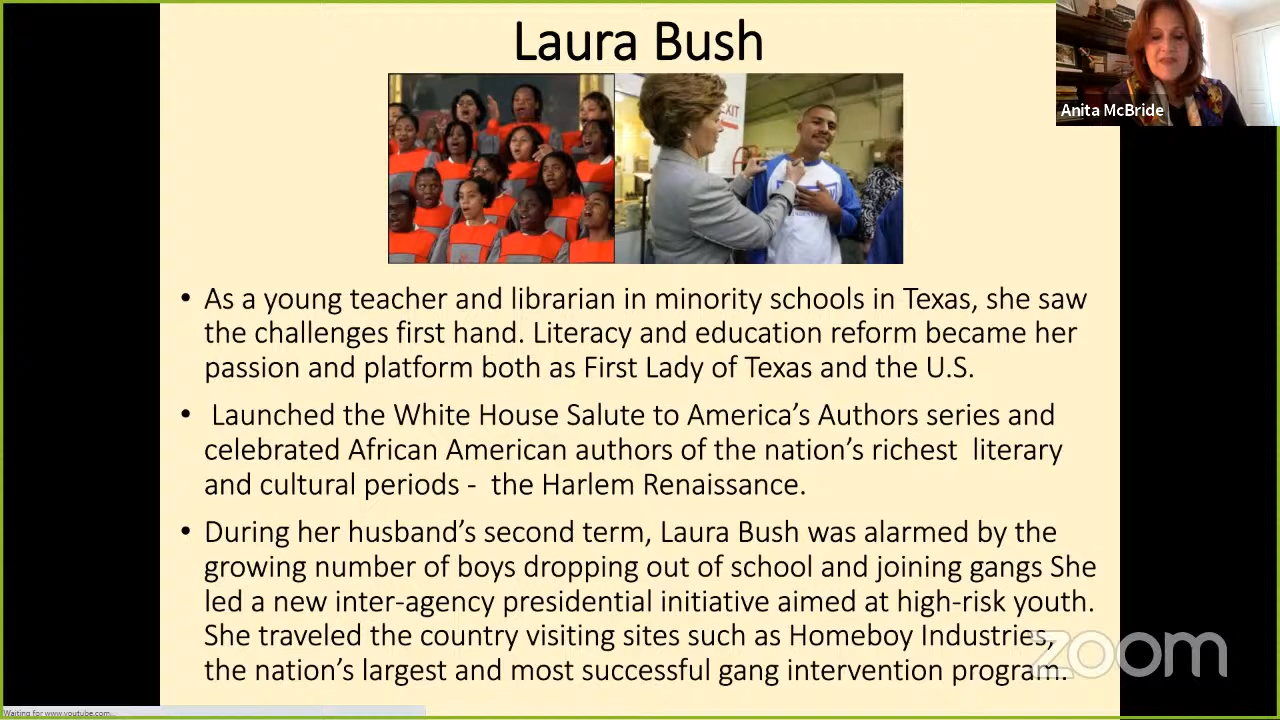 Laura Bush
Anita McBride
EXIT
• As a young teacher and librarian in minority schools in Texas, she saw
the challenges first hand. Literacy and education reform became her
passion and platform both as First Lady of Texas and the U.S.
• Launched the White House Salute to America’s Authors series and
celebrated African American authors of the nation’s richest  literary
and cultural periods -  the Harlem Renaissance.
• During her husband’s second term, Laura Bush was alarmed by the
growing number of boys dropping out of school and joining gangs She
led a new inter-agency presidential initiative aimed at high-risk youth.
She traveled the country visiting sites such as Homeboy Industries,
the nation’s largest and most successful gang intervention program.
zoom
Waiting for www.youtube.com...